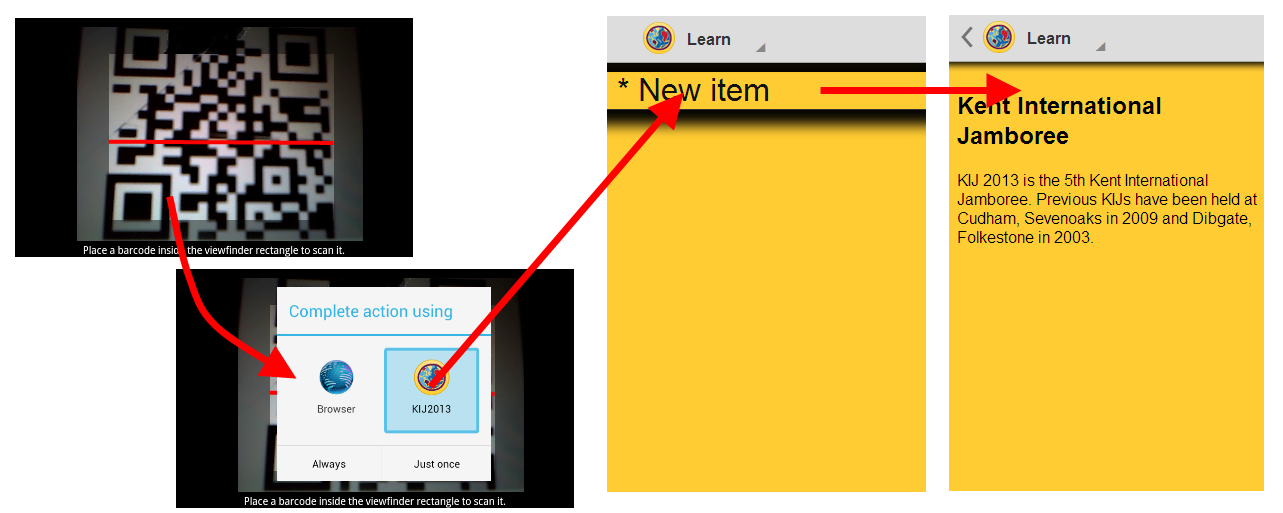 Place a barcode inside the viewfinder rectangle to scan it.
Complete action using
Browser
KIJ2013
Always
Just once
Place a barcode inside the viewfinder rectangle to scan it.
Learn
* New item
Learn
Kent International
Jamboree
KIJ 2013 is the 5th Kent International
Jamboree. Previous KIJs have been held at
Cudham, Sevenoaks in 2009 and Dibgate,
Folkestone in 2003.